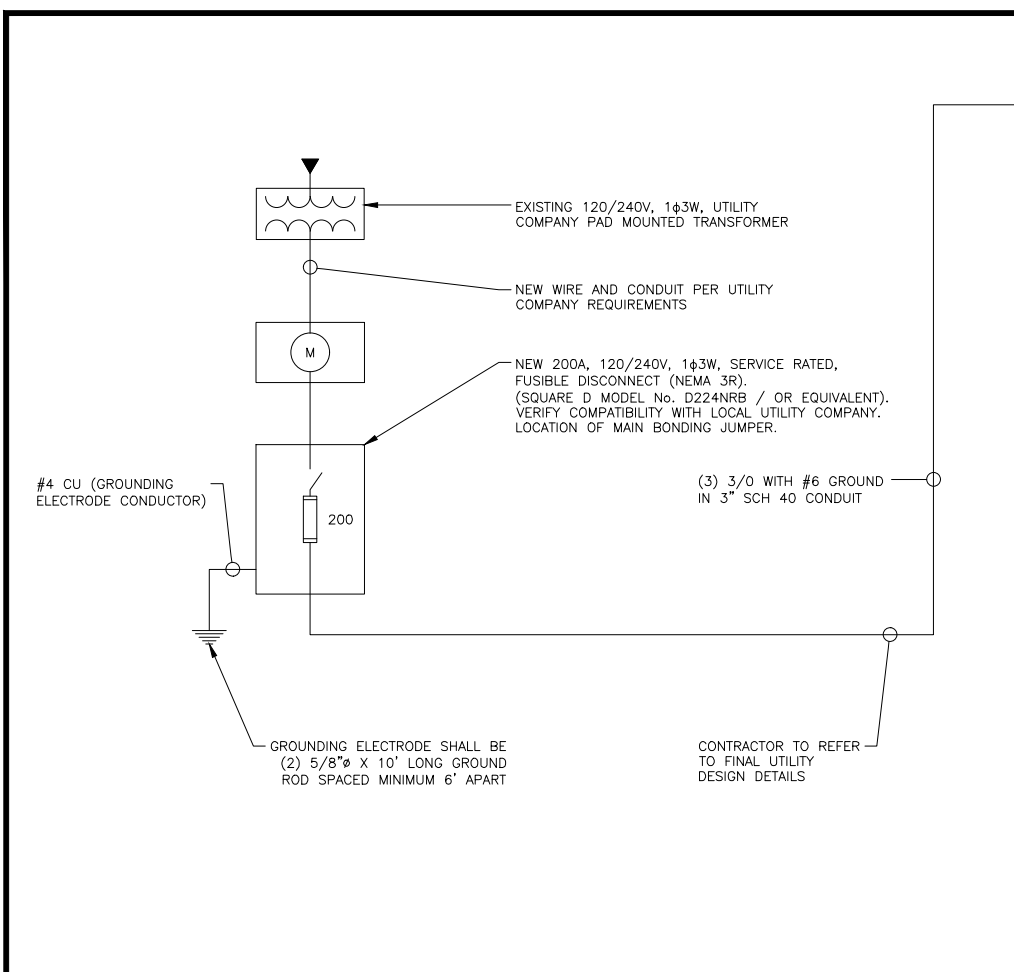 EXISTING 120/240V, 1ϕ3W, UTILITY
COMPANY PAD MOUNTED TRANSFORMER
NEW WIRE AND CONDUIT PER UTILITY
COMPANY REQUIREMENTS
M
NEW 200A, 120/240V, 1ϕ3W, SERVICE RATED,
FUSIBLE DISCONNECT (NEMA 3R).
(SQUARE D MODEL No. D224NRB / OR EQUIVALENT).
VERIFY COMPATIBILITY WITH LOCAL UTILITY COMPANY.
LOCATION OF MAIN BONDING JUMPER.
#4 CU (GROUNDING
ELECTRODE CONDUCTOR)
200
(3) 3/0 WITH #6 GROUND
IN 3" SCH 40 CONDUIT
GROUNDING ELECTRODE SHALL BE
(2) 5/8"ø X 10' LONG GROUND
ROD SPACED MINIMUM 6' APART
CONTRACTOR TO REFER
TO FINAL UTILITY
DESIGN DETAILS